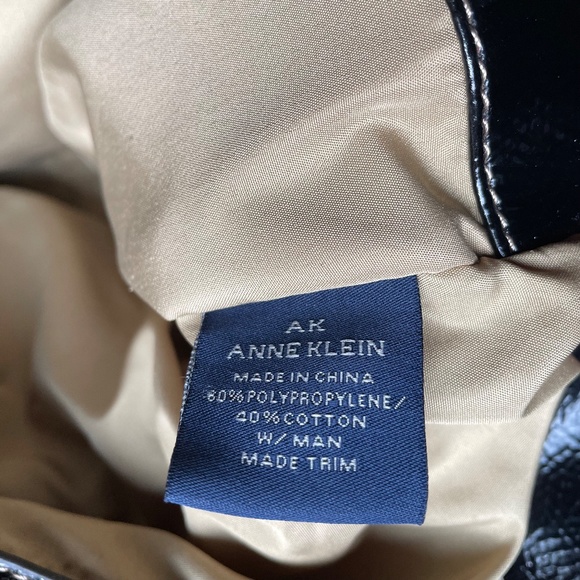 AK
ANNE KLEIN
MADE IN CHINA
60% POLYPROPYLENE/
40% COTTON
W/ MAN
MADE TRIM